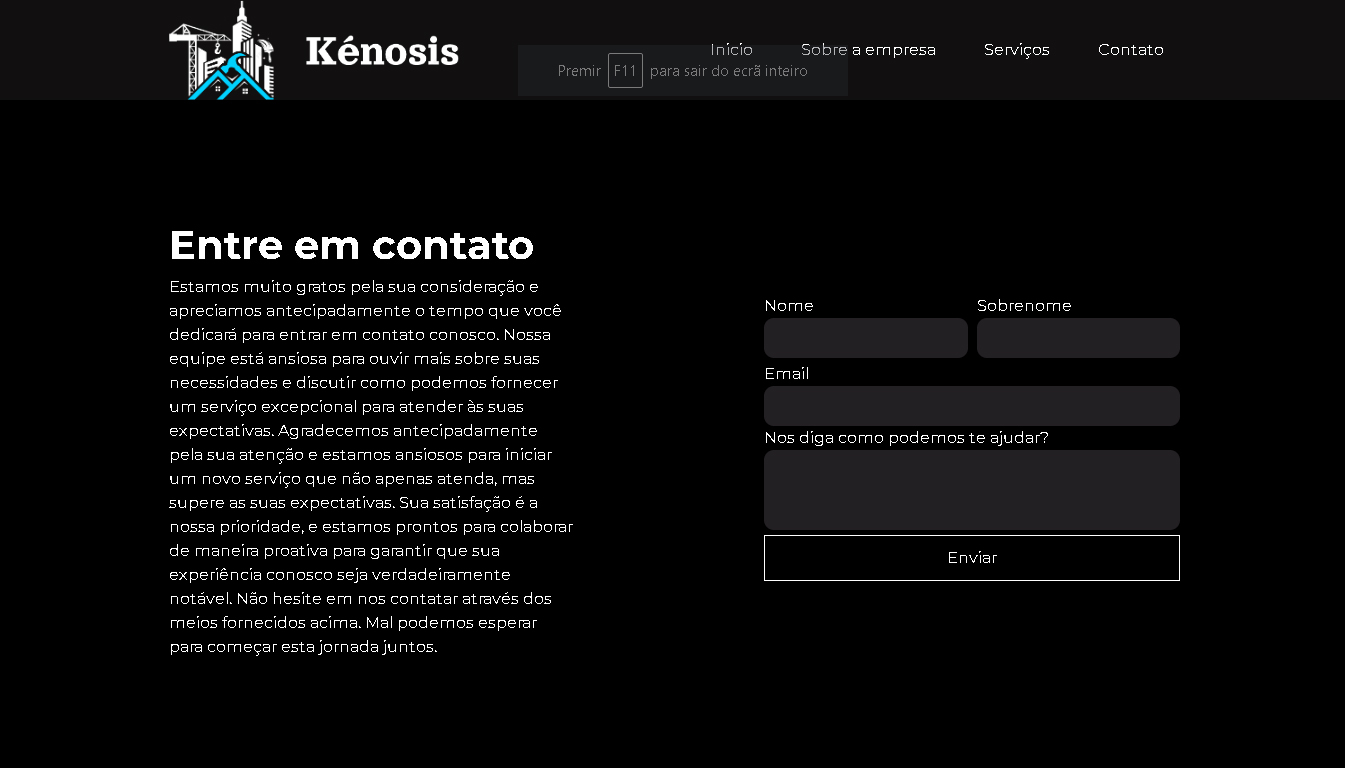 Kénosis
Início
Sobre a empresa
Serviços
Contato
Premir F11 para sair do ecrã inteiro
Entre em contato
Estamos muito gratos pela sua consideração e
apreciamos antecipadamente o tempo que você
dedicará para entrar em contato conosco. Nossa
equipe está ansiosa para ouvir mais sobre suas
necessidades e discutir como podemos fornecer
um serviço excepcional para atender às suas
expectativas. Agradecemos antecipadamente
pela sua atenção e estamos ansiosos para iniciar
um novo serviço que não apenas atenda, mas
supere as suas expectativas. Sua satisfação é a
nossa prioridade, e estamos prontos para colaborar
de maneira proativa para garantir que sua
experiência conosco seja verdadeiramente
notável. Não hesite em nos contatar através dos
meios fornecidos acima. Mal podemos esperar
para começar esta jornada juntos.
Nome
Sobrenome
Email
Nos diga como podemos te ajudar?
Enviar